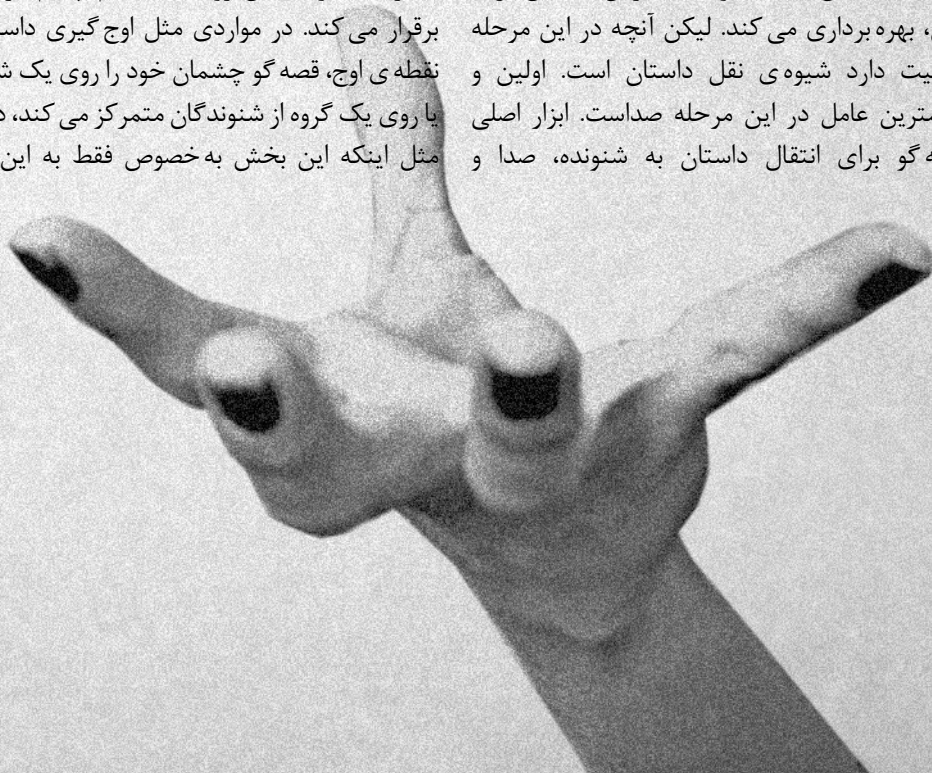 بهره برداری می کند. لیکن آنچه در این مرحله
دارد شیوه ی نقل داستان است. اولین و
عامل در این مرحله صداست. ابزار اصلی
گو برای انتقال داستان به شنونده، صدا و
برقرار می کند. در مواردی مثل اوج گیری
نقطه ی اوج، قصه گو چشمان خود را روی یک
یا روی یک گروه از شنوندگان متمرکز می کند،
مثل اینکه این بخش به خصوص فقط به این